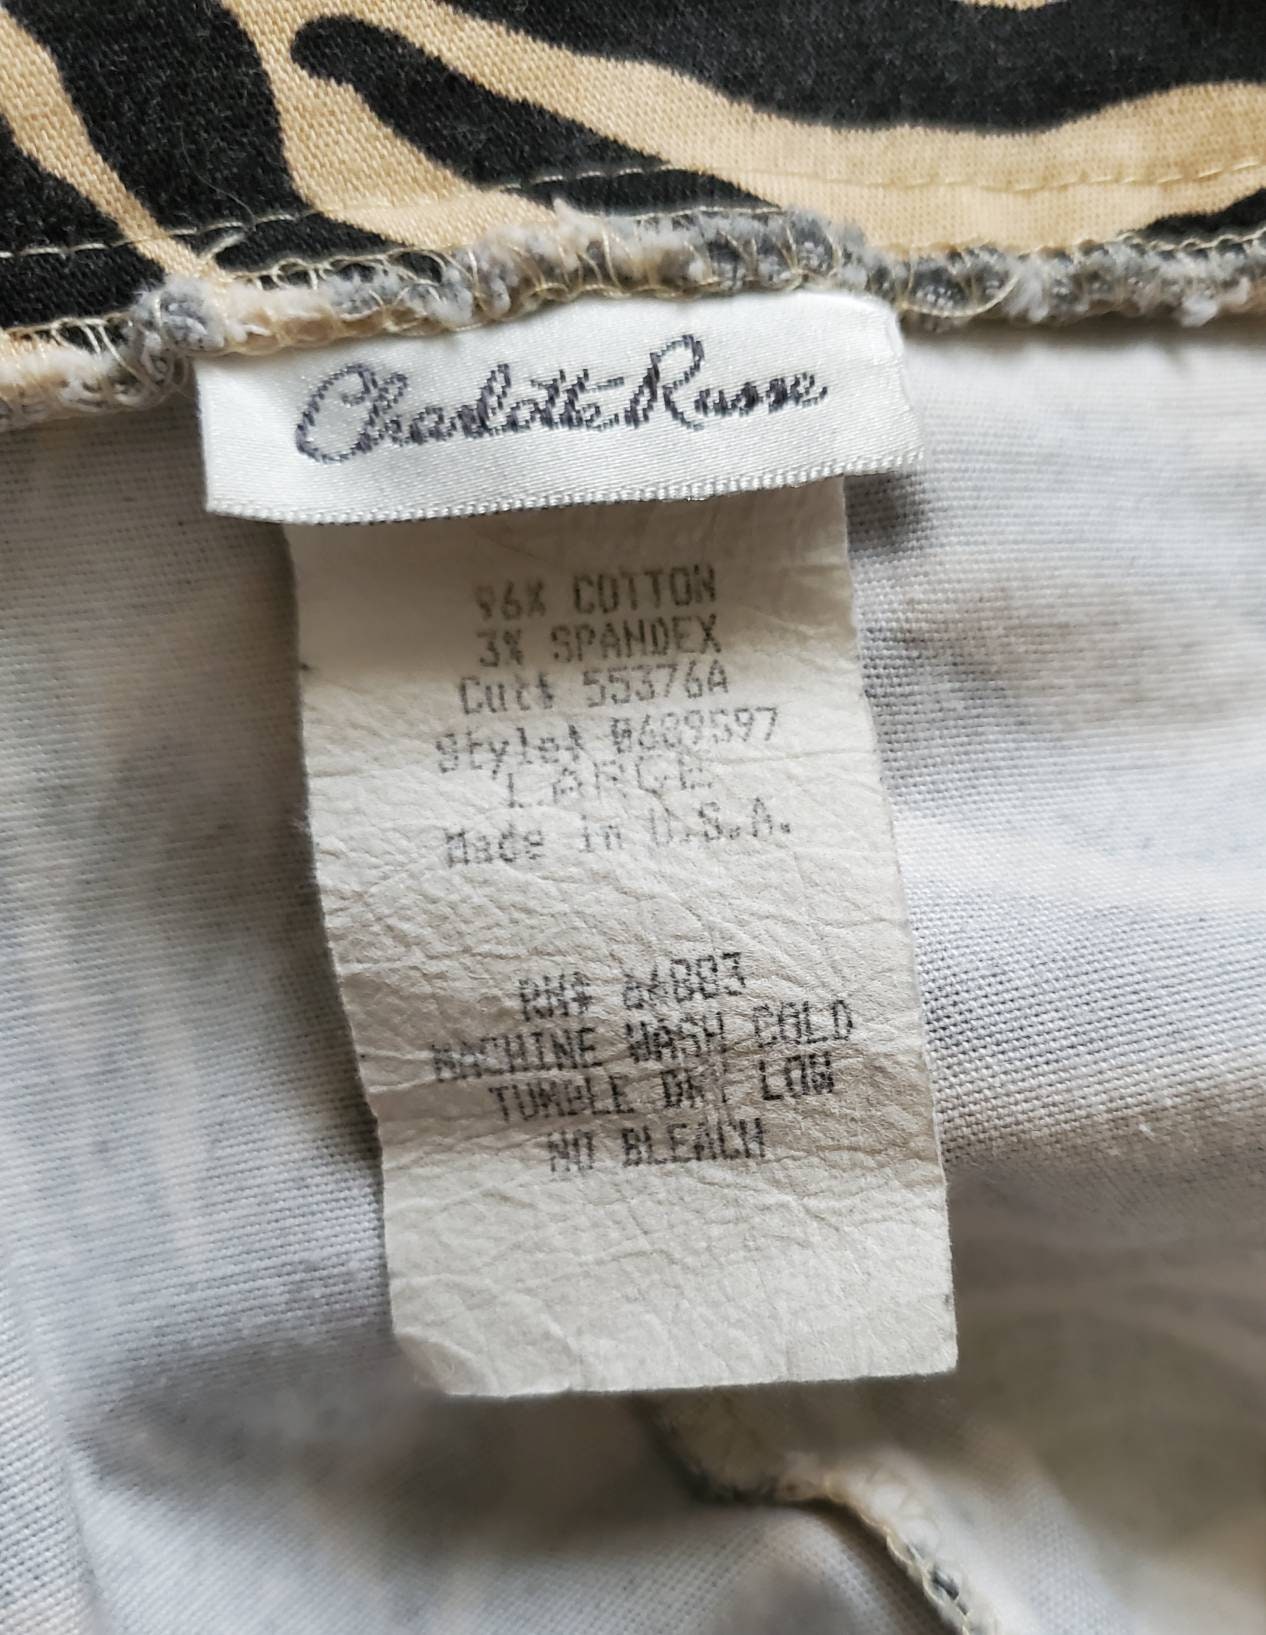 Charlotte Russe
96% COTTON
3% SPANDEX
Cut# 55376A
Style# 0609597
LARGE
Made in U.S.A.
RN# 66883
MACHINE WASH COLD
TUMBLE DRY LOW
NO BLEACH